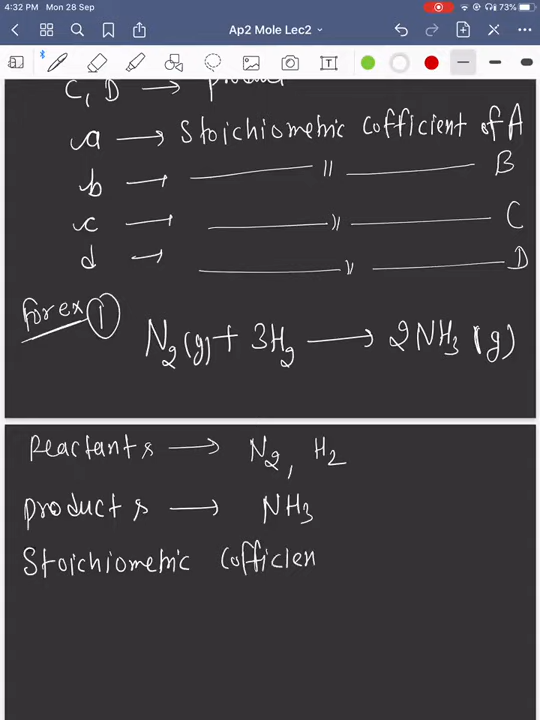 4:32 PM Mon 28 Sep 73%
Ap2 Mole Lec2
C, D → product
a → Stoichiometric cofficient of A
b → —— 〃 —— B
c → —— 〃 —— C
d → —— 〃 —— D
for ex ①
N₂(g) + 3H₂ → 2NH₃ (g)
Reactants → N₂, H₂
products → NH₃
Stoichiometric cofficien